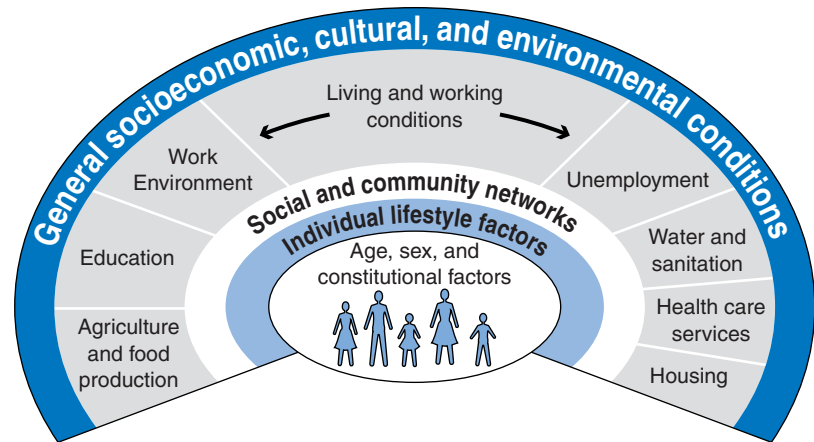 General socioeconomic, cultural, and environmental conditions
Living and working
conditions
Work
Environment
Unemployment
Social and community networks
Individual lifestyle factors
Education
Water and
sanitation
Age, sex, and
constitutional factors
Agriculture
and food
production
Health care
services
Housing